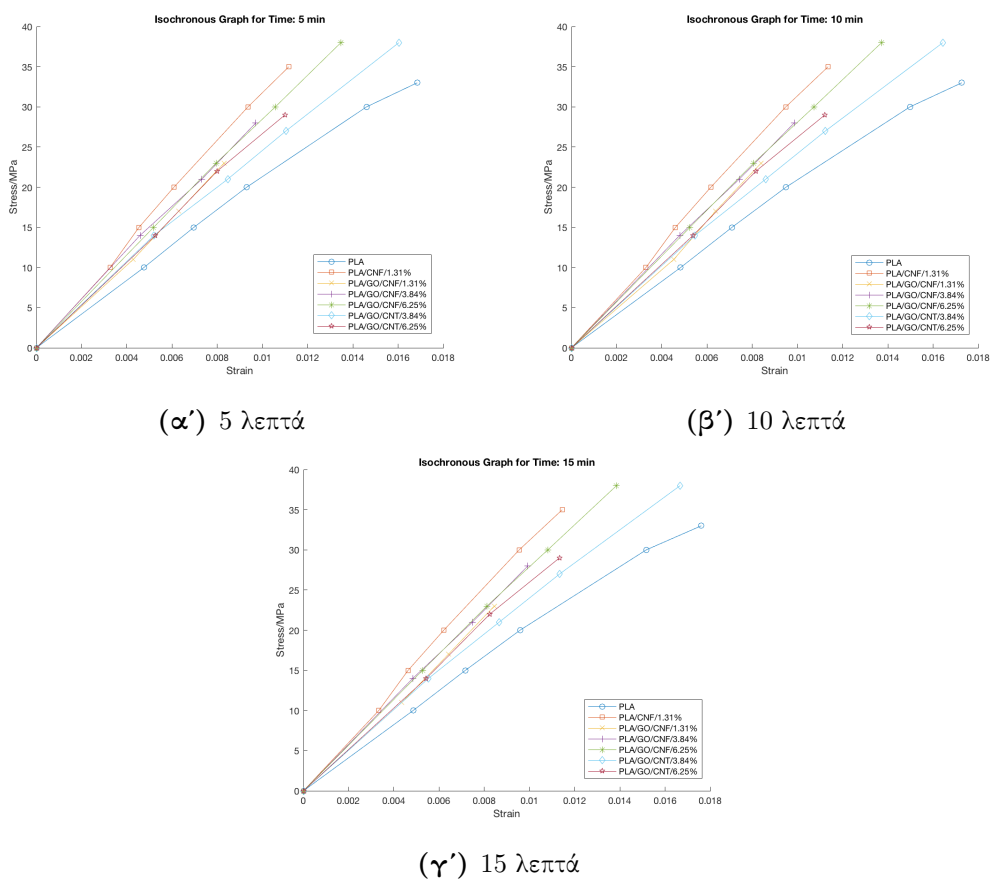 Isochronous Graph for Time: 5 min
40
35
30
25
20
15
10
5
0
Stress/MPa
0 0.002 0.004 0.006 0.008 0.01 0.012 0.014 0.016 0.018
Strain
PLA
PLA/CNF/1.31%
PLA/GO/CNF/1.31%
PLA/GO/CNF/3.84%
PLA/GO/CNF/6.25%
PLA/GO/CNT/3.84%
PLA/GO/CNT/6.25%
(α΄) 5 λεπτά
Isochronous Graph for Time: 10 min
40
35
30
25
20
15
10
5
0
Stress/MPa
0 0.002 0.004 0.006 0.008 0.01 0.012 0.014 0.016 0.018
Strain
PLA
PLA/CNF/1.31%
PLA/GO/CNF/1.31%
PLA/GO/CNF/3.84%
PLA/GO/CNF/6.25%
PLA/GO/CNT/3.84%
PLA/GO/CNT/6.25%
(β΄) 10 λεπτά
Isochronous Graph for Time: 15 min
40
35
30
25
20
15
10
5
0
Stress/MPa
0 0.002 0.004 0.006 0.008 0.01 0.012 0.014 0.016 0.018
Strain
PLA
PLA/CNF/1.31%
PLA/GO/CNF/1.31%
PLA/GO/CNF/3.84%
PLA/GO/CNF/6.25%
PLA/GO/CNT/3.84%
PLA/GO/CNT/6.25%
(γ΄) 15 λεπτά